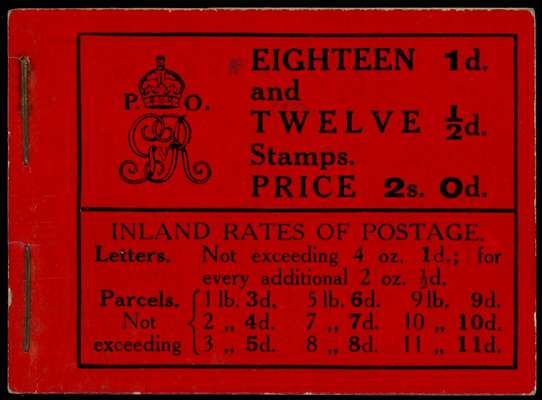 P. O.
GvR
EIGHTEEN 1d.
and
TWELVE ½d.
Stamps.
PRICE 2s. 0d.
INLAND RATES OF POSTAGE.
Letters. Not exceeding 4 oz. 1d.; for
every additional 2 oz. ½d.
Parcels. 1 lb. 3d. 5 lb. 6d. 9 lb. 9d.
Not 2 „ 4d. 7 „ 7d. 10 „ 10d.
exceeding 3 „ 5d. 8 „ 8d. 11 „ 11d.